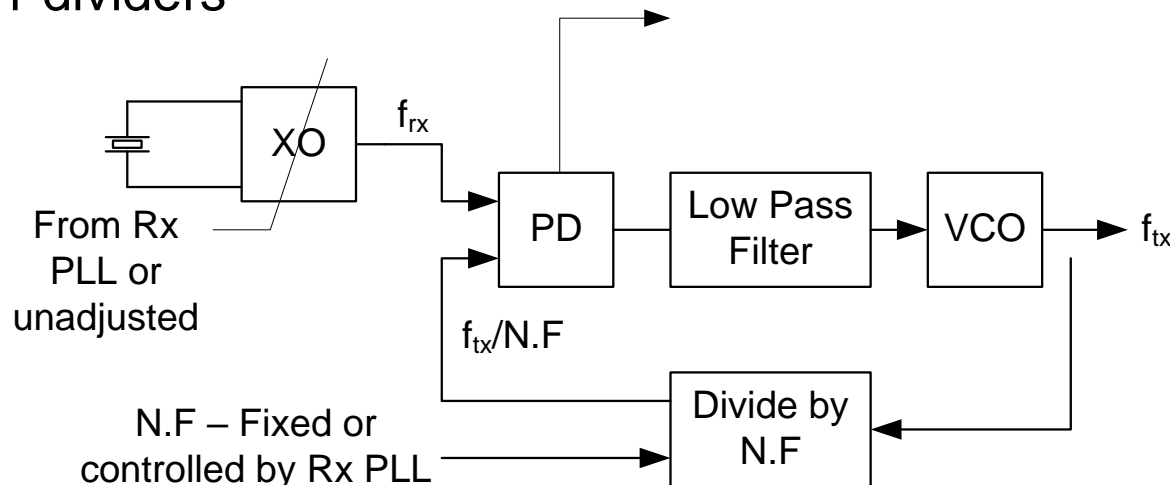 dividers
XO
f_rx
From Rx
PLL or
unadjusted
PD
Low Pass
Filter
VCO
f_tx
f_tx/N.F
Divide by
N.F
N.F – Fixed or
controlled by Rx PLL